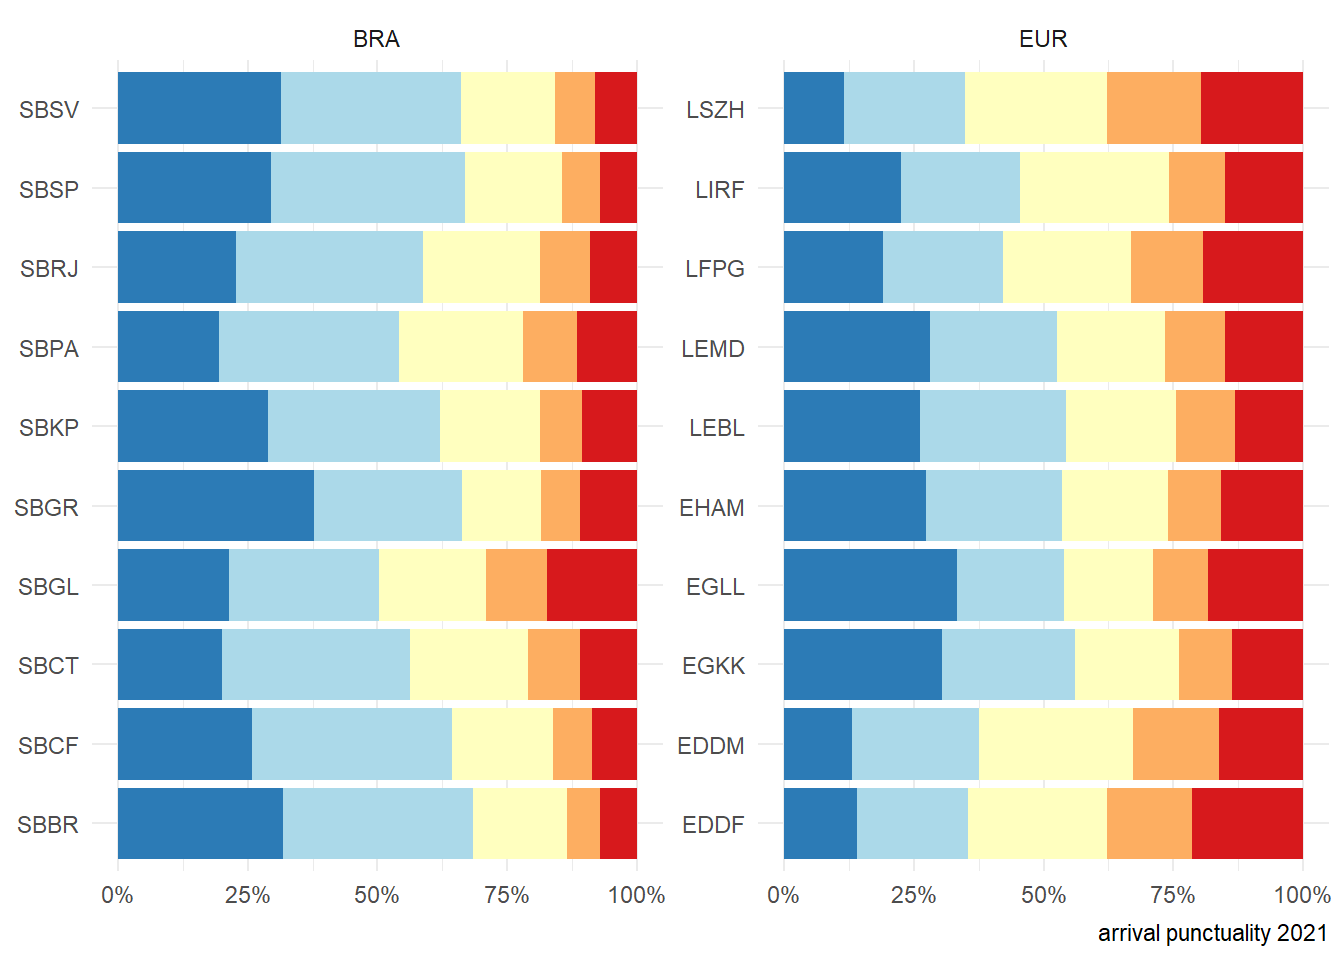 BRA
EUR
SBSV
SBSP
SBRJ
SBPA
SBKP
SBGR
SBGL
SBCT
SBCF
SBBR
LSZH
LIRF
LFPG
LEMD
LEBL
EHAM
EGLL
EGKK
EDDM
EDDF
0% 25% 50% 75% 100%
0% 25% 50% 75% 100%
arrival punctuality 2021